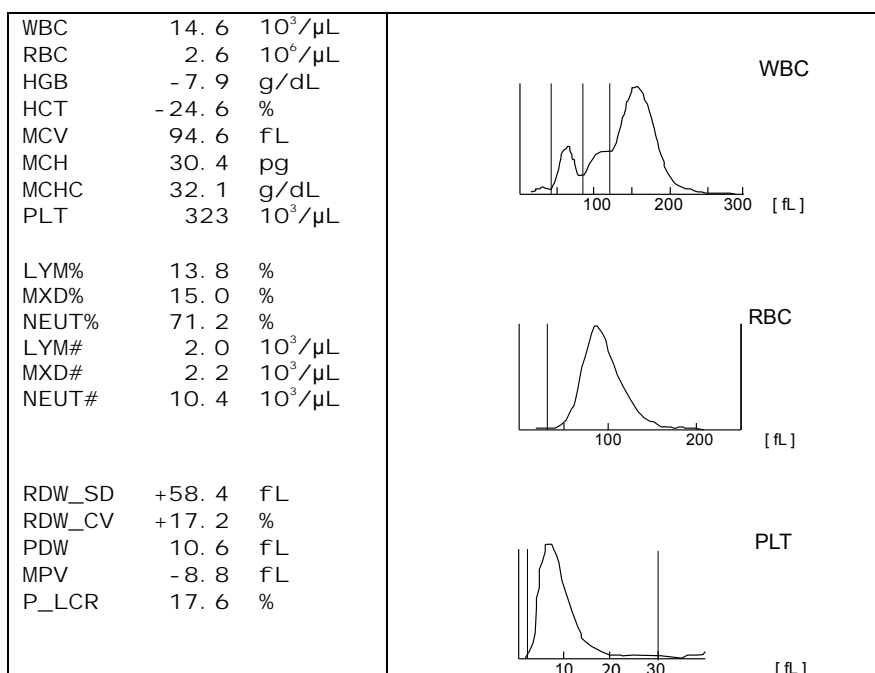 WBC 14.6 10³/µL
RBC 2.6 10⁶/µL
HGB -7.9 g/dL
HCT -24.6 %
MCV 94.6 fL
MCH 30.4 pg
MCHC 32.1 g/dL
PLT 323 10³/µL
LYM% 13.8 %
MXD% 15.0 %
NEUT% 71.2 %
LYM# 2.0 10³/µL
MXD# 2.2 10³/µL
NEUT# 10.4 10³/µL
RDW_SD +58.4 fL
RDW_CV +17.2 %
PDW 10.6 fL
MPV -8.8 fL
P_LCR 17.6 %
WBC
100 200 300 [fL]
RBC
100 200 [fL]
PLT
10 20 30 [fL]